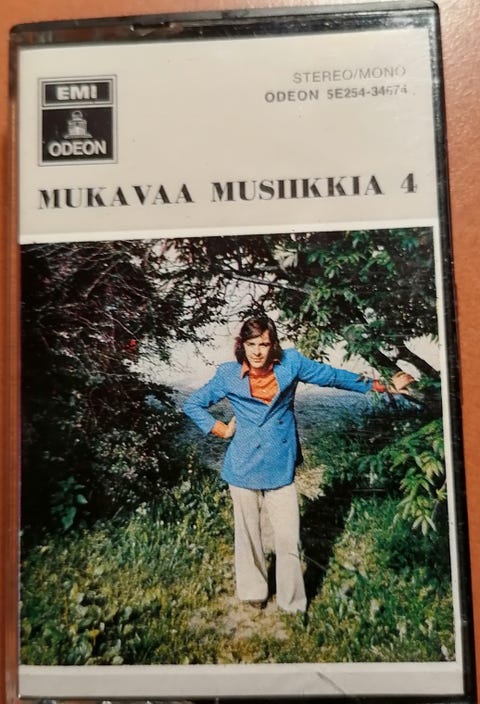 STEREO/MONO
ODEON 5E254-34674
EMI
ODEON
MUKAVAA MUSIIKKIA 4